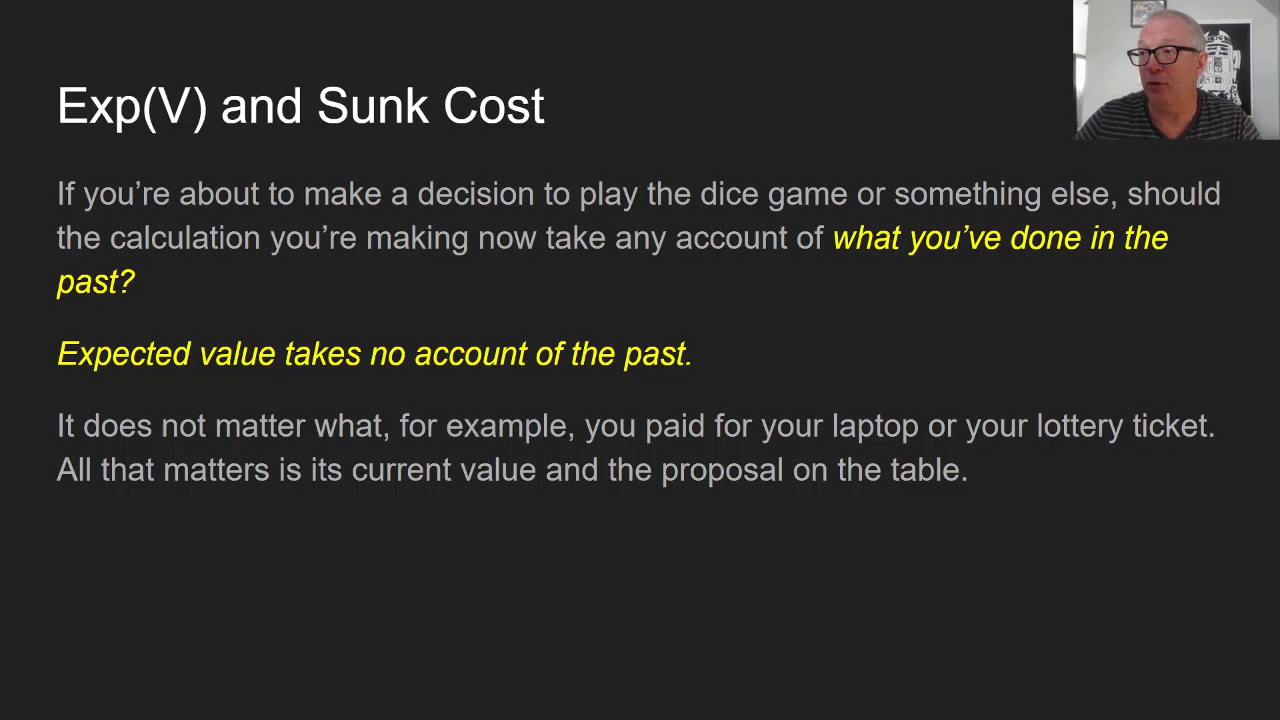 Exp(V) and Sunk Cost
If you’re about to make a decision to play the dice game or something else, should
the calculation you’re making now take any account of what you’ve done in the
past?
Expected value takes no account of the past.
It does not matter what, for example, you paid for your laptop or your lottery ticket.
All that matters is its current value and the proposal on the table.